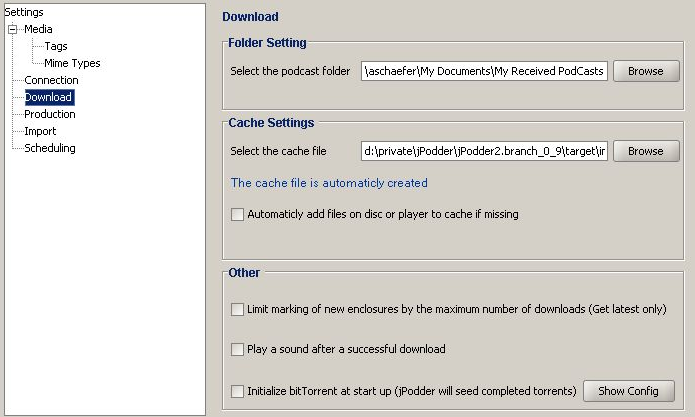 Settings
Media
Tags
Mime Types
Connection
Download
Production
Import
Scheduling
Download
Folder Setting
Select the podcast folder \aschaefer\My Documents\My Received PodCasts Browse
Cache Settings
Select the cache file d:\private\jPodder\jPodder2.branch_0_9\target\ir Browse
The cache file is automaticly created
Automaticly add files on disc or player to cache if missing
Other
Limit marking of new enclosures by the maximum number of downloads (Get latest only)
Play a sound after a successful download
Initialize bitTorrent at start up (jPodder will seed completed torrents) Show Config